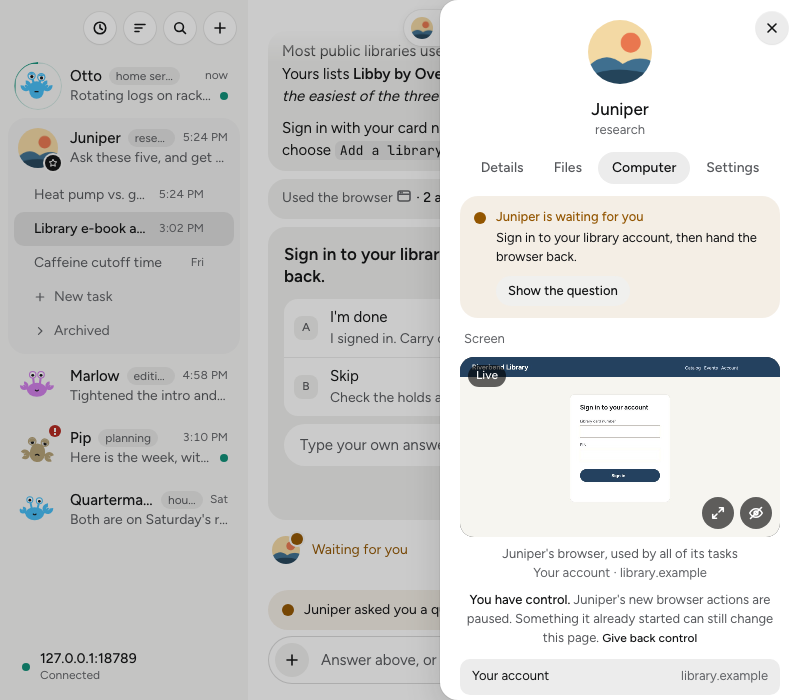 Otto home ser... now
Rotating logs on rack...
Juniper rese... 5:24 PM
Ask these five, and get ...
Heat pump vs. g... 5:24 PM
Library e-book a... 3:02 PM
Caffeine cutoff time Fri
+ New task
Archived
Marlow editi... 4:58 PM
Tightened the intro and...
Pip planning 3:10 PM
Here is the week, wit...
Quarterma... hou... Sat
Both are on Saturday's r...
127.0.0.1:18789
Connected
Most public libraries use
Yours lists Libby by Ove
the easiest of the three
Sign in with your card n
choose Add a library
Used the browser · 2 a
Sign in to your librar
back.
A I'm done
I signed in. Carry o
B Skip
Check the holds a
Type your own answe
Waiting for you
Juniper asked you a q
Answer above, or
Juniper
research
Details Files Computer Settings
Juniper is waiting for you
Sign in to your library account, then hand the
browser back.
Show the question
Screen
Riverbend Library Catalog Events Account
Live
Sign in to your account
Library card number
PIN
Sign in
Juniper's browser, used by all of its tasks
Your account · library.example
You have control. Juniper's new browser actions are
paused. Something it already started can still change
this page. Give back control
Your account library.example